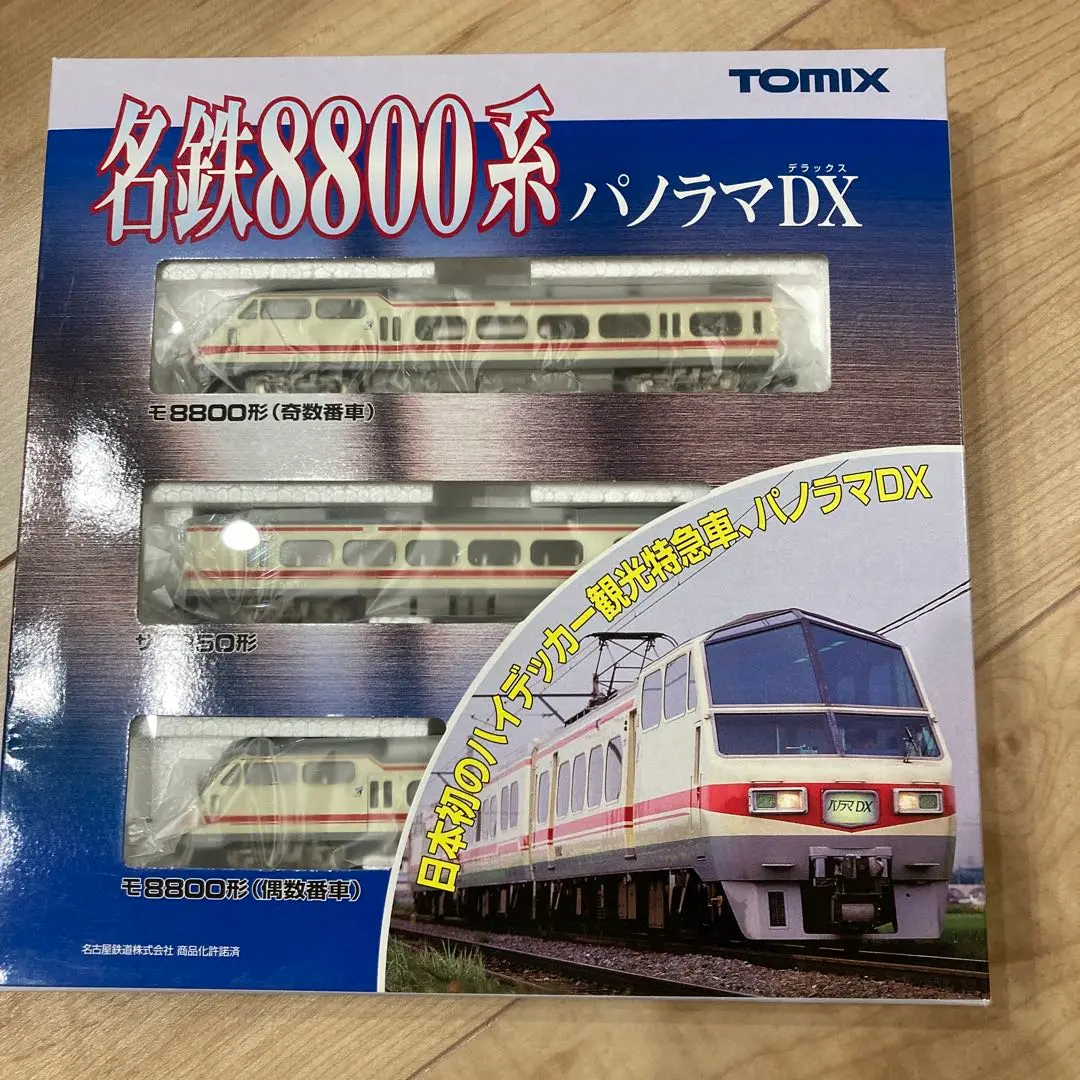 TOMIX
名鉄8800系
デラックス
パノラマDX
モ8800形(奇数番車)
日本初のハイデッカー観光特急車、パノラマDX
50形
パノラマDX
モ8800形(偶数番車)
名古屋鉄道株式会社 商品化許諾済